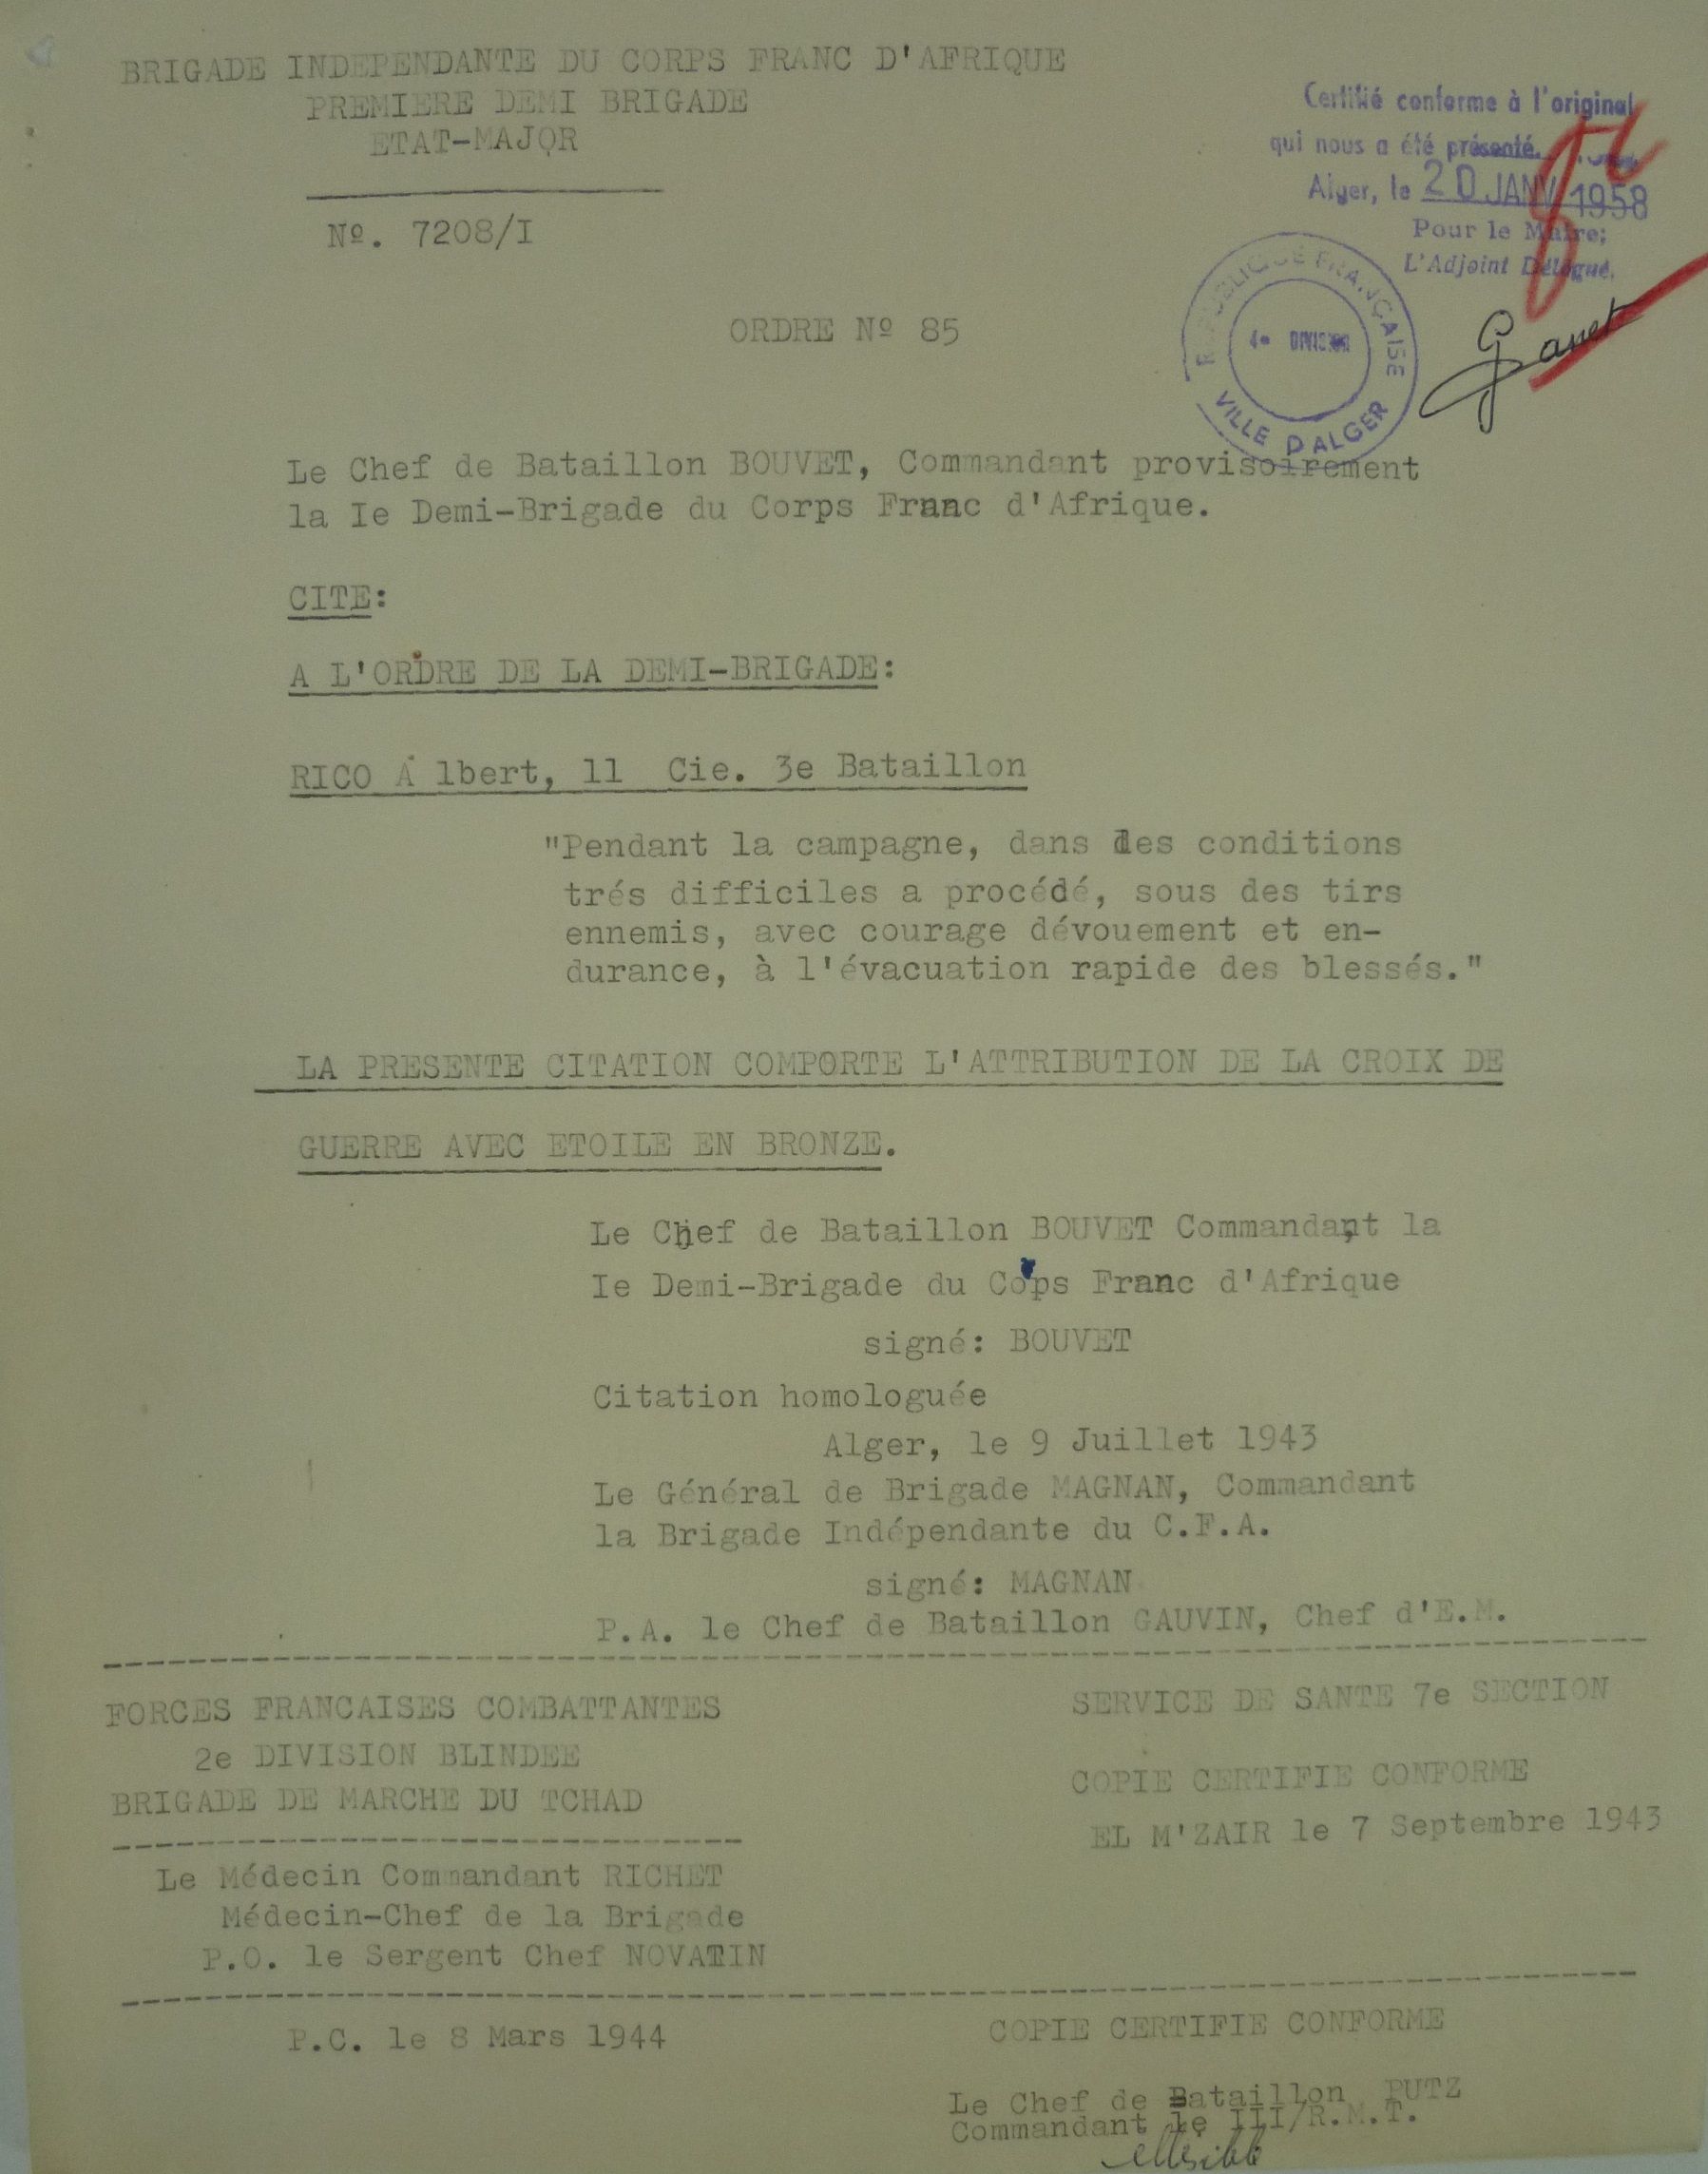 BRIGADE INDEPENDANTE DU CORPS FRANC D'AFRIQUE
PREMIERE DEMI BRIGADE
ETAT-MAJOR
Nº. 7208/I
Certifié conforme à l'original
qui nous a été présenté.
Alger, le 20 JANV 1958
Pour le Maire;
L'Adjoint Délégué.
REPUBLIQUE FRANÇAISE
4e DIVISION
VILLE D'ALGER
ORDRE Nº 85
Le Chef de Bataillon BOUVET, Commandant provisoirement
la Ie Demi-Brigade du Corps Franc d'Afrique.
CITE:
A L'ORDRE DE LA DEMI-BRIGADE:
RICO A lbert, 11 Cie. 3e Bataillon
"Pendant la campagne, dans des conditions
trés difficiles a procédé, sous des tirs
ennemis, avec courage dévouement et en-
durance, à l'évacuation rapide des blessés."
LA PRESENTE CITATION COMPORTE L'ATTRIBUTION DE LA CROIX DE
GUERRE AVEC ETOILE EN BRONZE.
Le Chef de Bataillon BOUVET Commandant la
Ie Demi-Brigade du Corps Franc d'Afrique
signé: BOUVET
Citation homologuée
Alger, le 9 Juillet 1943
Le Général de Brigade MAGNAN, Commandant
la Brigade Indépendante du C.F.A.
signé: MAGNAN
P.A. le Chef de Bataillon GAUVIN, Chef d'E.M.
FORCES FRANCAISES COMBATTANTES
2e DIVISION BLINDEE
BRIGADE DE MARCHE DU TCHAD
Le Médecin Commandant RICHET
Médecin-Chef de la Brigade
P.O. le Sergent Chef NOVATIN
SERVICE DE SANTE 7e SECTION
COPIE CERTIFIE CONFORME
EL M'ZAIR le 7 Septembre 1943
P.C. le 8 Mars 1944
COPIE CERTIFIE CONFORME
Le Chef de Bataillon PUTZ
Commandant le III/R.M.T.